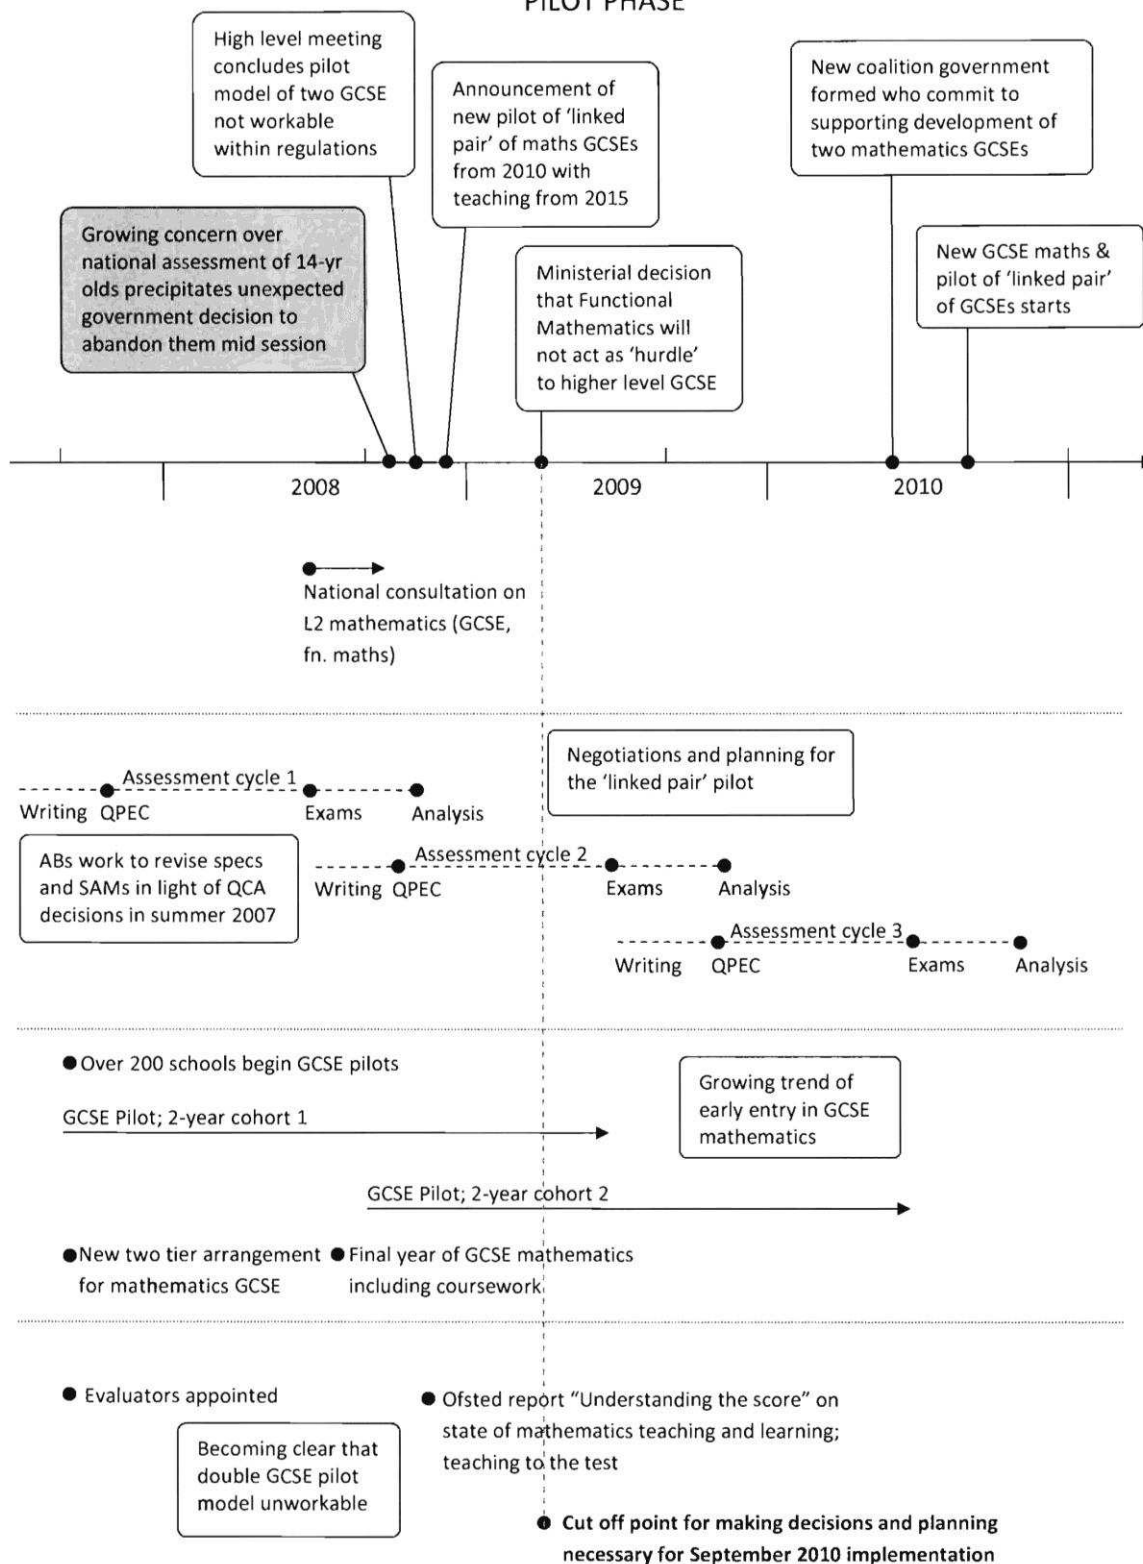 PILOT PHASE
High level meeting
concludes pilot
model of two GCSE
not workable
within regulations
Announcement of
new pilot of ‘linked
pair’ of maths GCSEs
from 2010 with
teaching from 2015
New coalition government
formed who commit to
supporting development of
two mathematics GCSEs
Growing concern over
national assessment of 14-yr
olds precipitates unexpected
government decision to
abandon them mid session
Ministerial decision
that Functional
Mathematics will
not act as ‘hurdle’
to higher level GCSE
New GCSE maths &
pilot of ‘linked pair’
of GCSEs starts
2008
2009
2010
National consultation on
L2 mathematics (GCSE,
fn. maths)
Negotiations and planning for
the ‘linked pair’ pilot
Assessment cycle 1
Writing QPEC Exams Analysis
ABs work to revise specs
and SAMs in light of QCA
decisions in summer 2007
Assessment cycle 2
Writing QPEC Exams Analysis
Assessment cycle 3
Writing QPEC Exams Analysis
Over 200 schools begin GCSE pilots
GCSE Pilot; 2-year cohort 1
Growing trend of
early entry in GCSE
mathematics
GCSE Pilot; 2-year cohort 2
New two tier arrangement
for mathematics GCSE
Final year of GCSE mathematics
including coursework
Evaluators appointed
Becoming clear that
double GCSE pilot
model unworkable
Ofsted report “Understanding the score” on
state of mathematics teaching and learning;
teaching to the test
Cut off point for making decisions and planning
necessary for September 2010 implementation